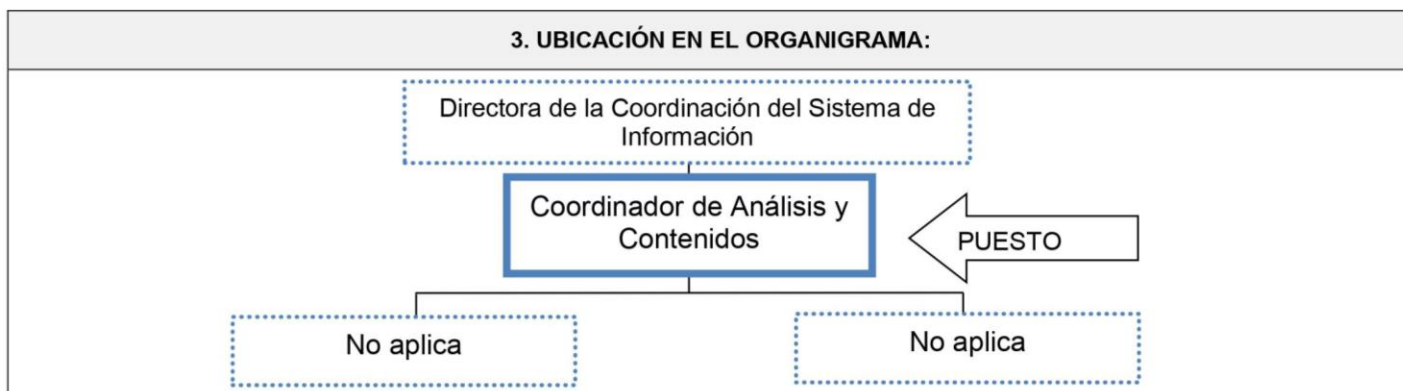 3. UBICACIÓN EN EL ORGANIGRAMA:
Directora de la Coordinación del Sistema de
Información
Coordinador de Análisis y
Contenidos
PUESTO
No aplica
No aplica